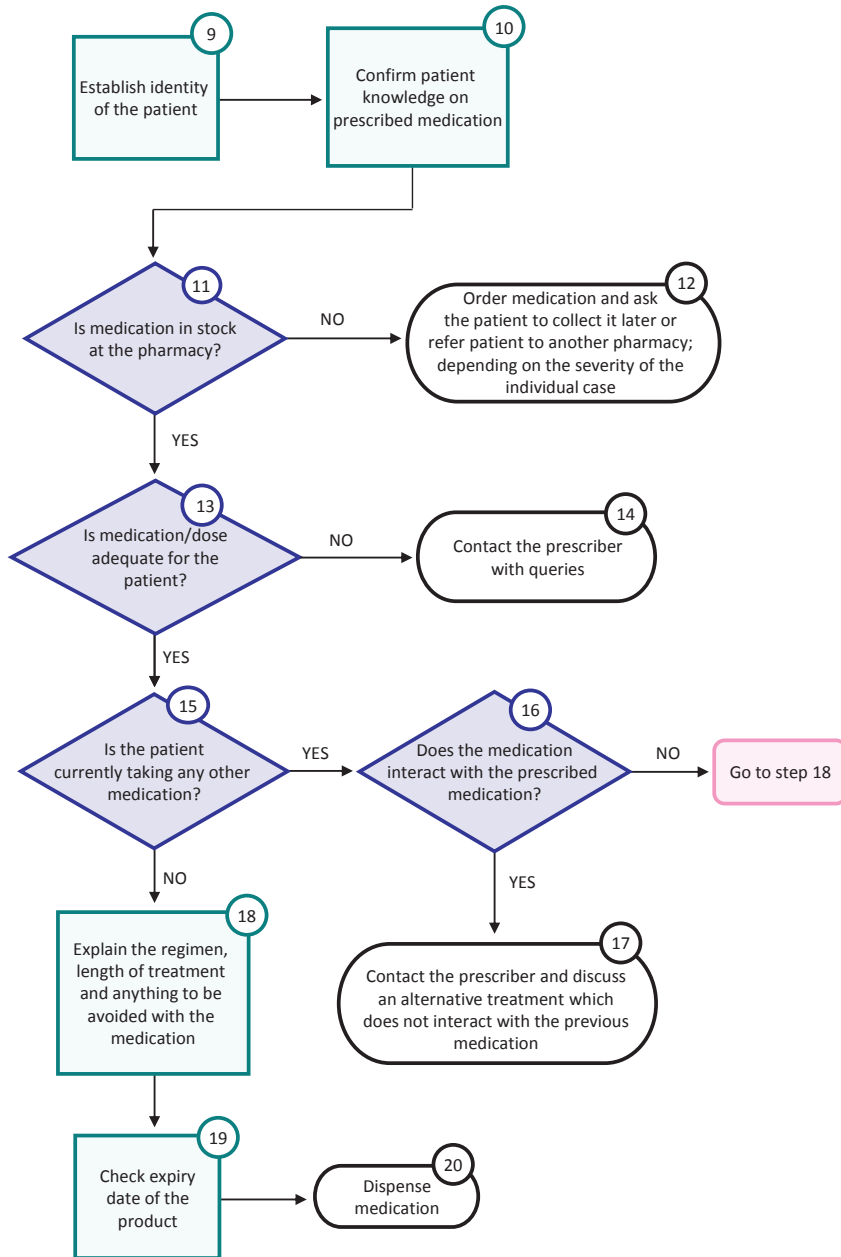 9
Establish identity
of the patient
10
Confirm patient
knowledge on
prescribed medication
11
Is medication in stock
at the pharmacy?
NO
12
Order medication and ask
the patient to collect it later or
refer patient to another pharmacy;
depending on the severity of the
individual case
YES
13
Is medication/dose
adequate for the
patient?
NO
14
Contact the prescriber
with queries
YES
15
Is the patient
currently taking any other
medication?
YES
16
Does the medication
interact with the prescribed
medication?
NO
Go to step 18
NO
YES
18
Explain the regimen,
length of treatment
and anything to be
avoided with the
medication
17
Contact the prescriber and discuss
an alternative treatment which
does not interact with the previous
medication
19
Check expiry
date of the
product
20
Dispense
medication